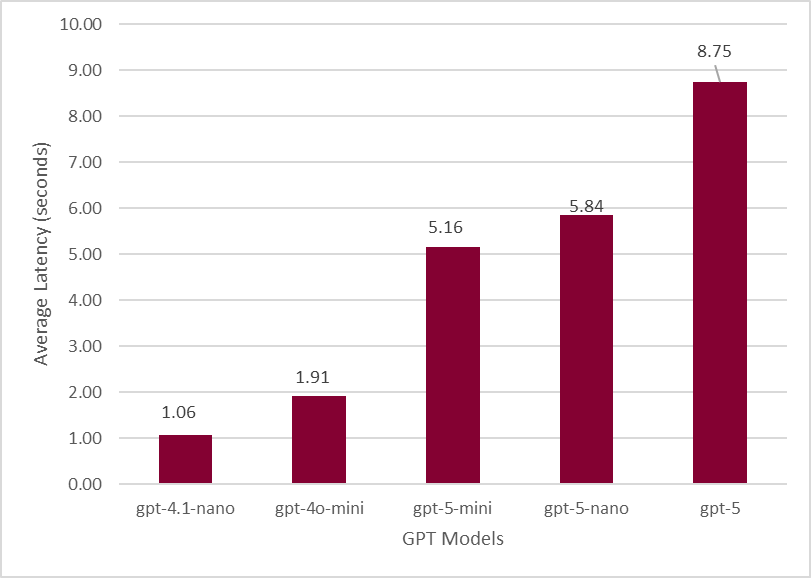 Average Latency (seconds)
10.00
9.00
8.00
7.00
6.00
5.00
4.00
3.00
2.00
1.00
0.00
1.06
1.91
5.16
5.84
8.75
gpt-4.1-nano
gpt-4o-mini
gpt-5-mini
gpt-5-nano
gpt-5
GPT Models